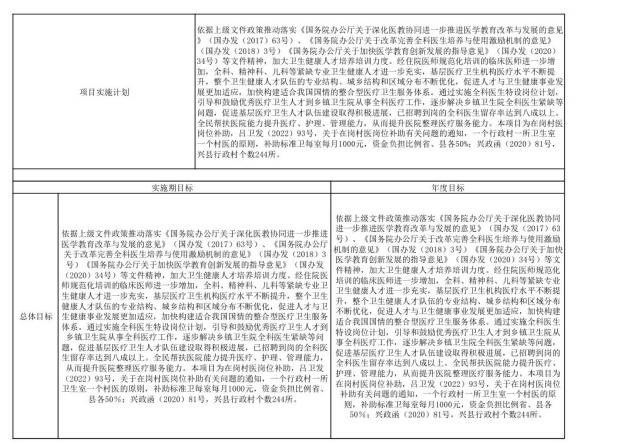 依据上级文件政策推动落实《国务院办公厅关于深化医教协同进一步推进医学教育改革与发展的意见》（国办发（2017）63号）、《国务院办公厅关于改革完善全科医生培养与使用激励机制的意见》（国办发（2018）3号）《国务院办公厅关于加快医学教育创新发展的指导意见》（国办发（2020）34号）等文件精神，加大卫生健康人才培养培训力度。经住院医师规范化培训的临床医师进一步增加，全科、精神科、儿科等紧缺专业卫生健康人才进一步充实，基层医疗卫生机构医疗水平不断提升，整个卫生健康人才队伍的专业结构、城乡结构和区域分布不断优化，促进人才与卫生健康事业发展更加适应，加快构建适合我国国情的整合型医疗卫生服务体系。通过实施全科医生特设岗位计划，引导和鼓励优秀医疗卫生人才到乡镇卫生院从事全科医疗工作，逐步解决乡镇卫生院全科医生紧缺等问题，促进基层医疗卫生人才队伍建设取得积极进展，已招聘到岗的全科医生留存率达到八成以上。全民帮扶医院能力提升医疗、护理、管理能力，从而提升医院整理医疗服务能力。本项目为在岗村医岗位补助，吕卫发（2022）93号，关于在岗村医岗位补助有关问题的通知，一个行政村一所卫生室一个村医的原则，补助标准卫每室每月1000元，资金负担比例省、县各50%；兴政函（2020）81号，兴县行政村个数244所。
项目实施计划
实施期目标 年度目标
总体目标
依据上级文件政策推动落实《国务院办公厅关于深化医教协同进一步推进
医学教育改革与发展的意见》（国办发（2017）63号）、《国务院办公厅
关于改革完善全科医生培养与使用激励机制的意见》（国办发（2018）3
号）《国务院办公厅关于加快医学教育创新发展的指导意见》（国办发
（2020）34号）等文件精神，加大卫生健康人才培养培训力度。经住院医
师规范化培训的临床医师进一步增加，全科、精神科、儿科等紧缺专业卫
生健康人才进一步充实，基层医疗卫生机构医疗水平不断提升，整个卫生
健康人才队伍的专业结构、城乡结构和区域分布不断优化，促进人才与卫
生健康事业发展更加适应，加快构建适合我国国情的整合型医疗卫生服务
体系。通过实施全科医生特设岗位计划，引导和鼓励优秀医疗卫生人才到
乡镇卫生院从事全科医疗工作，逐步解决乡镇卫生院全科医生紧缺等问
题，促进基层医疗卫生人才队伍建设取得积极进展，已招聘到岗的全科医
生留存率达到八成以上。全民帮扶医院能力提升医疗、护理、管理能力，
从而提升医院整理医疗服务能力。本项目为在岗村医岗位补助，吕卫发
（2022）93号，关于在岗村医岗位补助有关问题的通知，一个行政村一所
卫生室一个村医的原则，补助标准卫每室每月1000元，资金负担比例省、
县各50%；兴政函（2020）81号，兴县行政村个数244所。
依据上级文件政策推动落实《国务院办公厅关于深化医教协同
进一步推进医学教育改革与发展的意见》（国办发（2017）63
号）、《国务院办公厅关于改革完善全科医生培养与使用激励
机制的意见》（国办发（2018）3号）《国务院办公厅关于加快
医学教育创新发展的指导意见》（国办发（2020）34号）等文件
精神，加大卫生健康人才培养培训力度。经住院医师规范化培
训的临床医师进一步增加，全科、精神科、儿科等紧缺专业卫
生健康人才进一步充实，基层医疗卫生机构医疗水平不断提
升，整个卫生健康人才队伍的专业结构、城乡结构和区域分布
不断优化，促进人才与卫生健康事业发展更加适应，加快构建
适合我国国情的整合型医疗卫生服务体系。通过实施全科医生
特设岗位计划，引导和鼓励优秀医疗卫生人才到乡镇卫生院从
事全科医疗工作，逐步解决乡镇卫生院全科医生紧缺等问题，
促进基层医疗卫生人才队伍建设取得积极进展，已招聘到岗的
全科医生留存率达到八成以上。全民帮扶医院能力提升医疗、
护理、管理能力，从而提升医院整理医疗服务能力。本项目为
在岗村医岗位补助，吕卫发（2022）93号，关于在岗村医岗位
补助有关问题的通知，一个行政村一所卫生室一个村医的原
则，补助标准卫每室每月1000元，资金负担比例省、县各50%；
兴政函（2020）81号，兴县行政村个数244所。